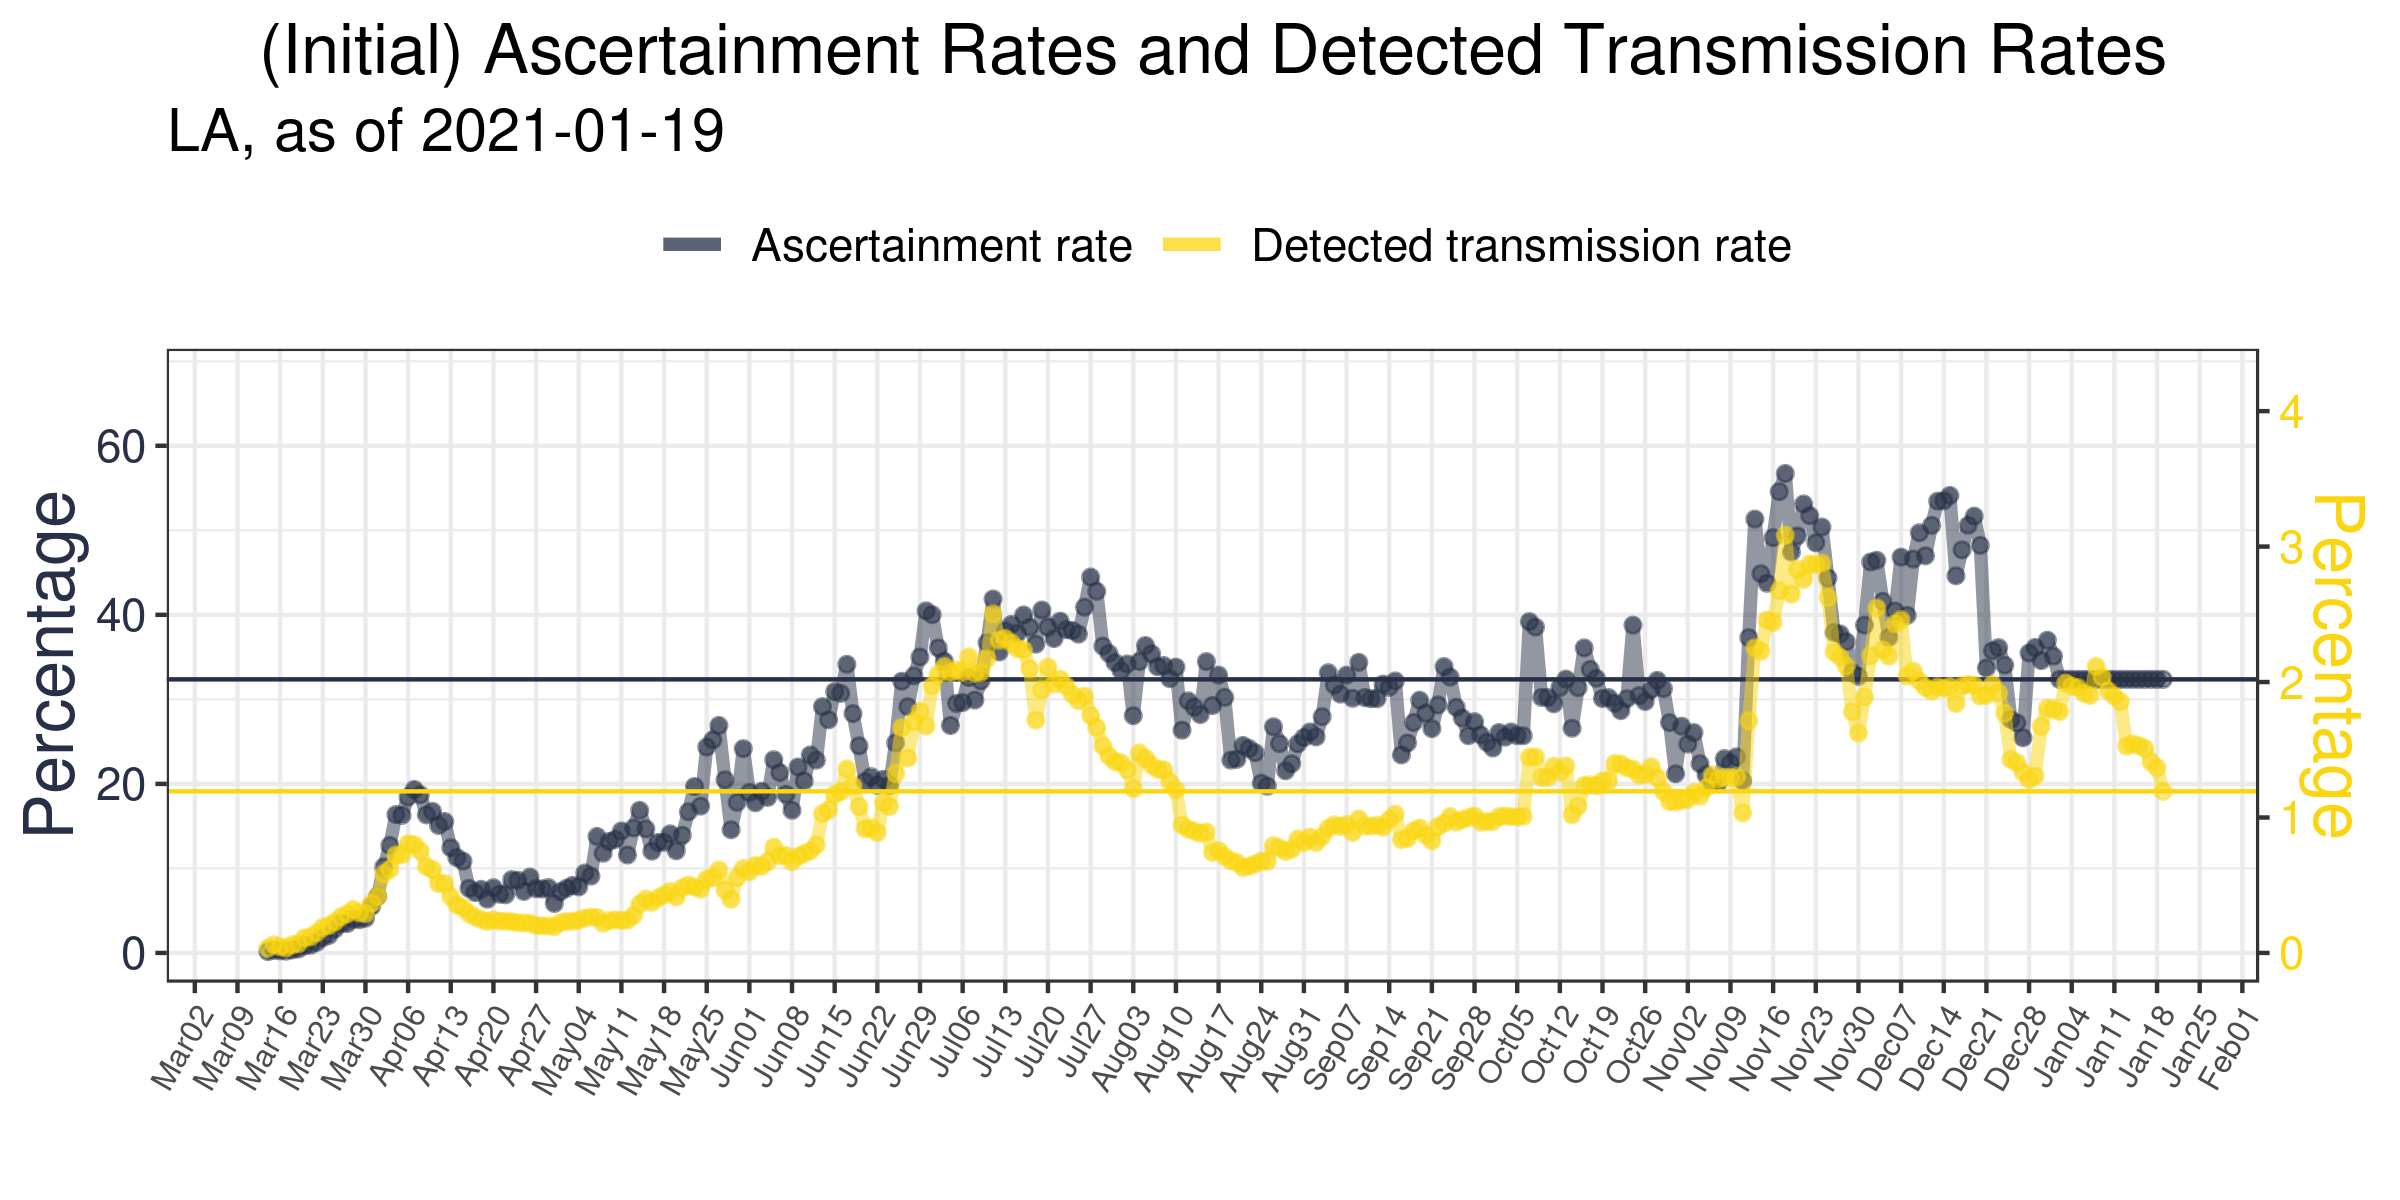 (Initial) Ascertainment Rates and Detected Transmission Rates
LA, as of 2021-01-19
Ascertainment rate
Detected transmission rate
Percentage
60
40
20
0
4
3
2
1
0
Percentage
Mar02
Mar09
Mar16
Mar23
Mar30
Apr06
Apr13
Apr20
Apr27
May04
May11
May18
May25
Jun01
Jun08
Jun15
Jun22
Jun29
Jul06
Jul13
Jul20
Jul27
Aug03
Aug10
Aug17
Aug24
Aug31
Sep07
Sep14
Sep21
Sep28
Oct05
Oct12
Oct19
Oct26
Nov02
Nov09
Nov16
Nov23
Nov30
Dec07
Dec14
Dec21
Dec28
Jan04
Jan11
Jan18
Jan25
Feb01